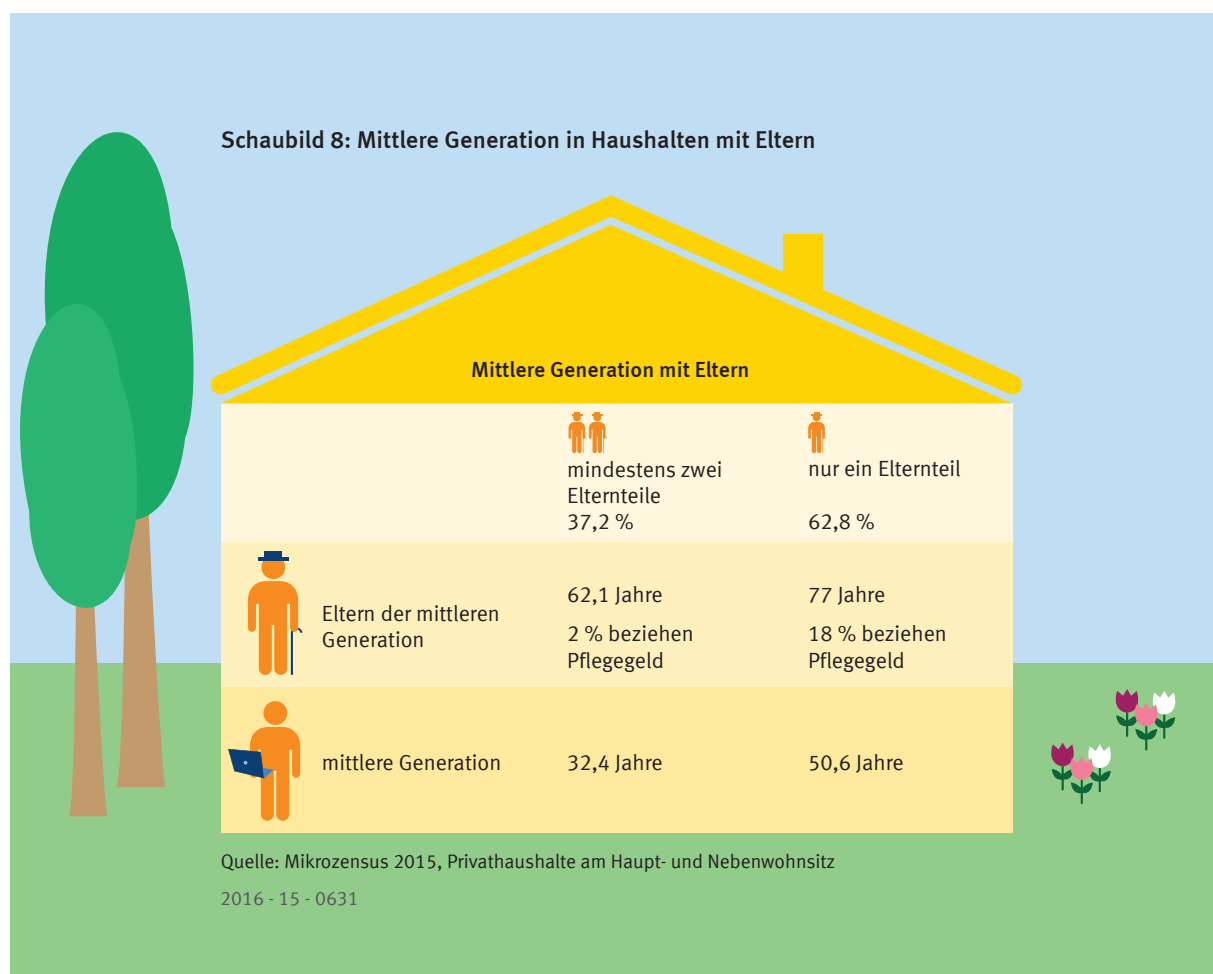 Schaubild 8: Mittlere Generation in Haushalten mit Eltern
Mittlere Generation mit Eltern
mindestens zwei
Elternteile
37,2 %
nur ein Elternteil
62,8 %
Eltern der mittleren
Generation
62,1 Jahre
2 % beziehen
Pflegegeld
77 Jahre
18 % beziehen
Pflegegeld
mittlere Generation
32,4 Jahre
50,6 Jahre
Quelle: Mikrozensus 2015, Privathaushalte am Haupt- und Nebenwohnsitz
2016 - 15 - 0631